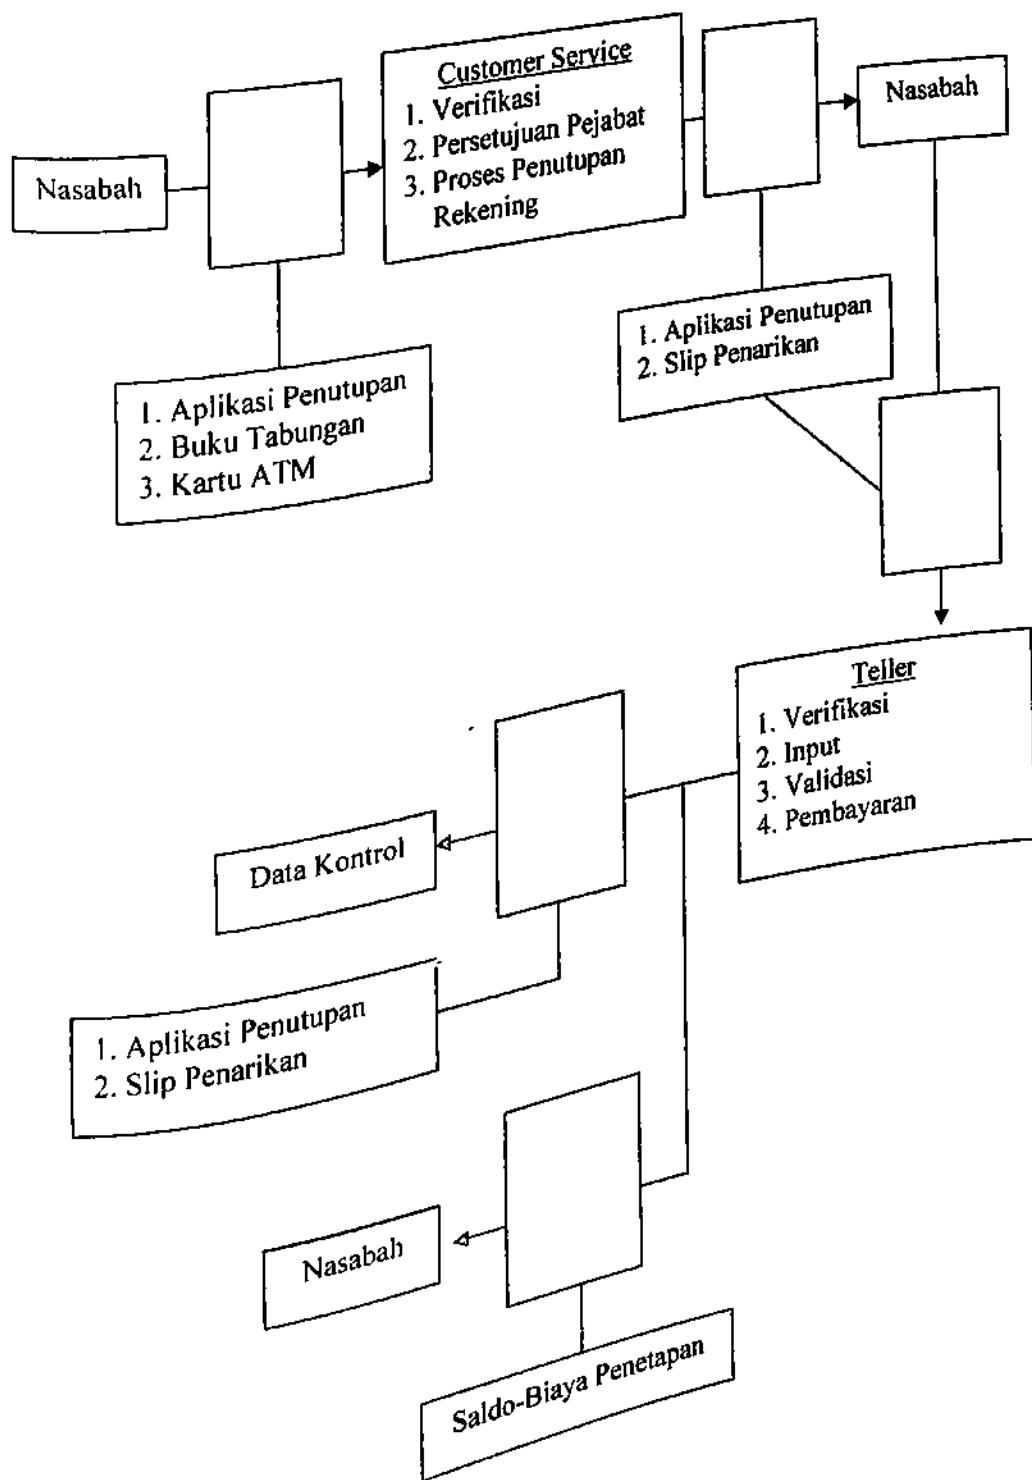 Nasabah
Customer Service
1. Verifikasi
2. Persetujuan Pejabat
3. Proses Penutupan
Rekening
Nasabah
1. Aplikasi Penutupan
2. Buku Tabungan
3. Kartu ATM
1. Aplikasi Penutupan
2. Slip Penarikan
Teller
1. Verifikasi
2. Input
3. Validasi
4. Pembayaran
Data Kontrol
1. Aplikasi Penutupan
2. Slip Penarikan
Nasabah
Saldo-Biaya Penetapan